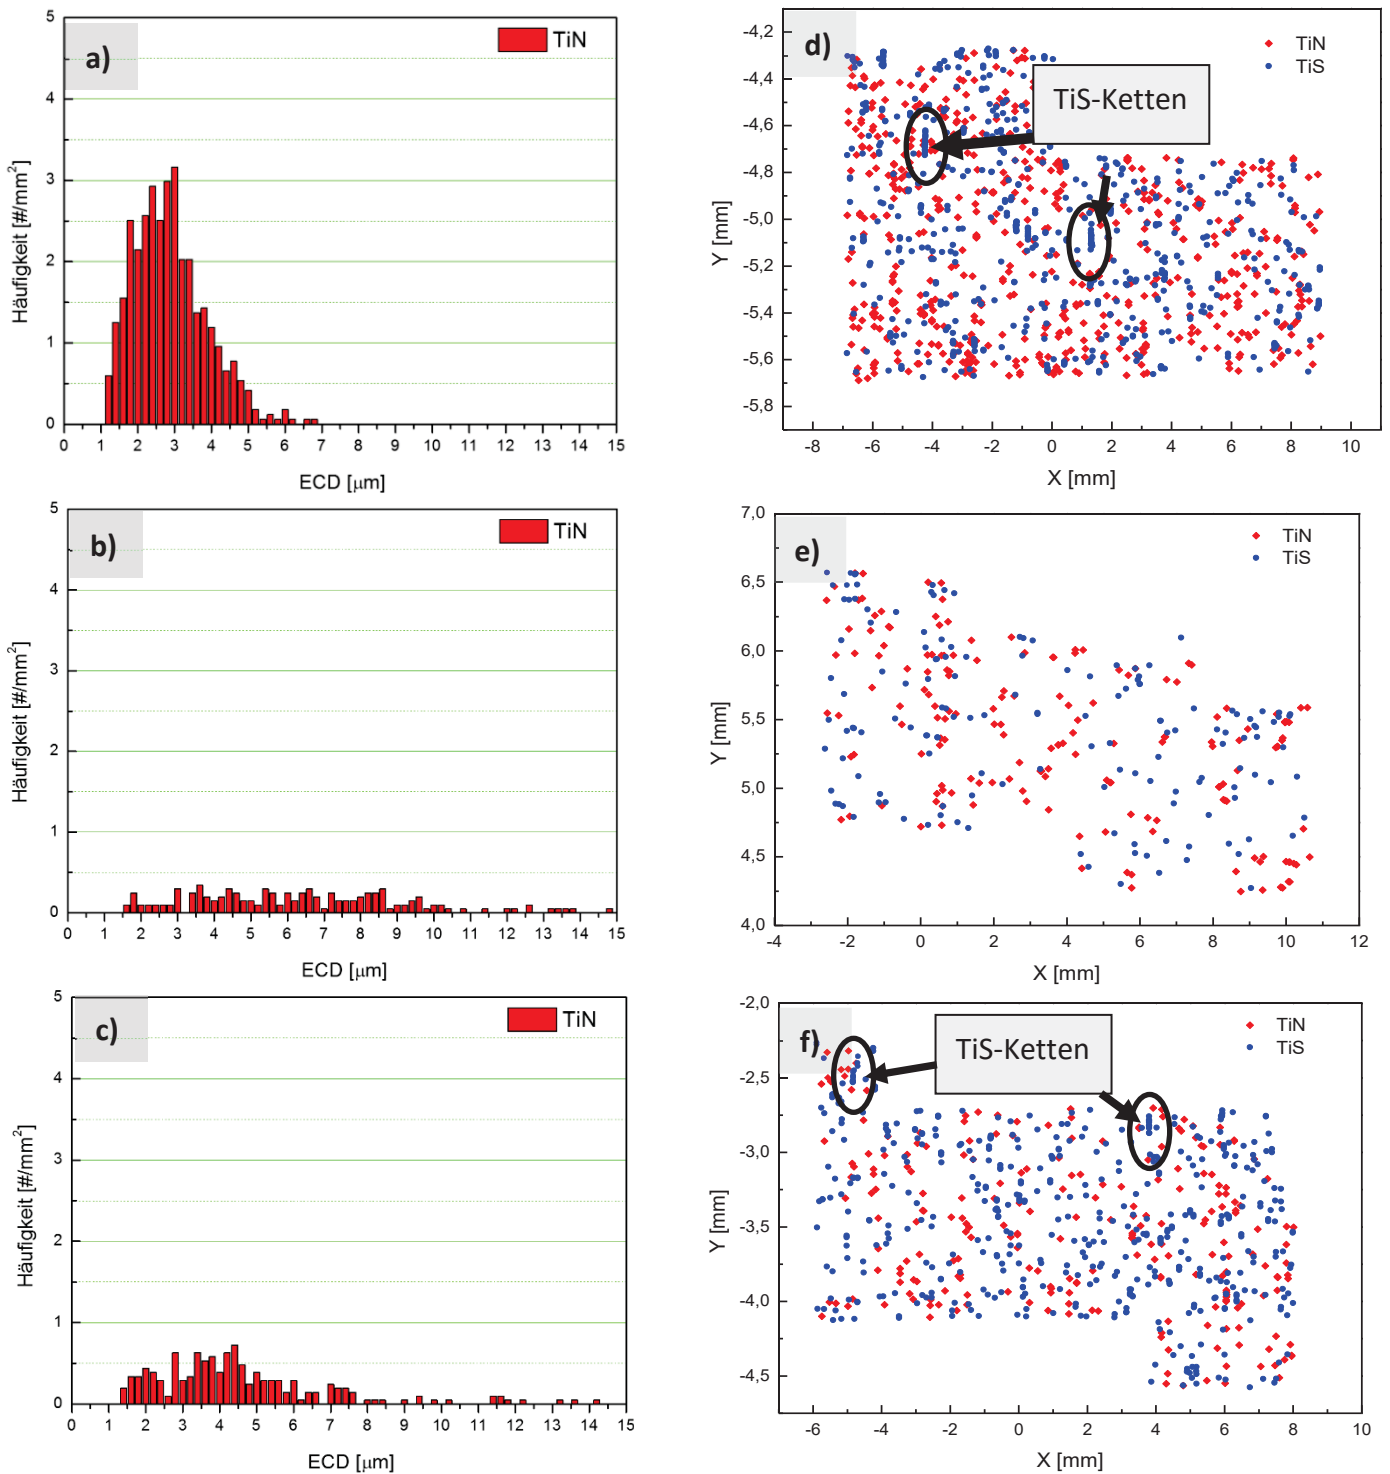 a)
TiN
5
4
3
2
1
0
Häufigkeit [#/mm²]
0 1 2 3 4 5 6 7 8 9 10 11 12 13 14 15
ECD [µm]
d)
TiN
TiS
TiS-Ketten
-4,2
-4,4
-4,6
-4,8
-5,0
-5,2
-5,4
-5,6
-5,8
Y [mm]
-8 -6 -4 -2 0 2 4 6 8 10
X [mm]
b)
TiN
5
4
3
2
1
0
Häufigkeit [#/mm²]
0 1 2 3 4 5 6 7 8 9 10 11 12 13 14 15
ECD [µm]
e)
TiN
TiS
7,0
6,5
6,0
5,5
5,0
4,5
4,0
Y [mm]
-4 -2 0 2 4 6 8 10 12
X [mm]
c)
TiN
5
4
3
2
1
0
Häufigkeit [#/mm²]
0 1 2 3 4 5 6 7 8 9 10 11 12 13 14 15
ECD [µm]
f)
TiN
TiS
TiS-Ketten
-2,0
-2,5
-3,0
-3,5
-4,0
-4,5
Y [mm]
-6 -4 -2 0 2 4 6 8 10
X [mm]